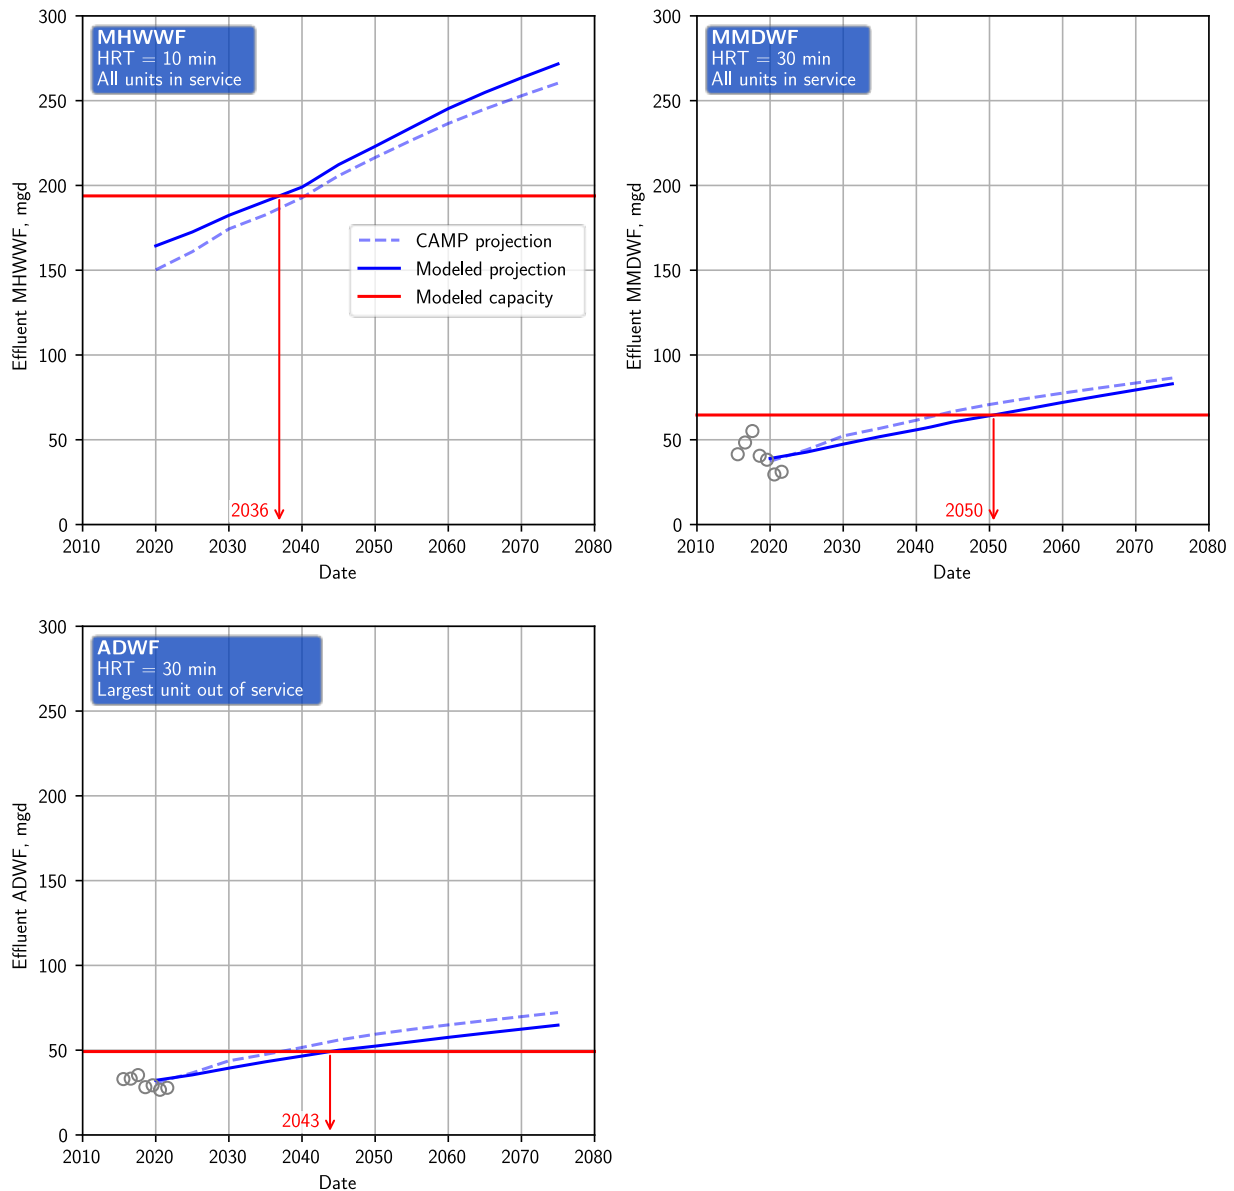 MHWWF
HRT = 10 min
All units in service
300
250
200
150
100
50
0
Effluent MHWWF, mgd
CAMP projection
Modeled projection
Modeled capacity
2036
2010 2020 2030 2040 2050 2060 2070 2080
Date
MMDWF
HRT = 30 min
All units in service
300
250
200
150
100
50
0
Effluent MMDWF, mgd
2050
2010 2020 2030 2040 2050 2060 2070 2080
Date
ADWF
HRT = 30 min
Largest unit out of service
300
250
200
150
100
50
0
Effluent ADWF, mgd
2043
2010 2020 2030 2040 2050 2060 2070 2080
Date